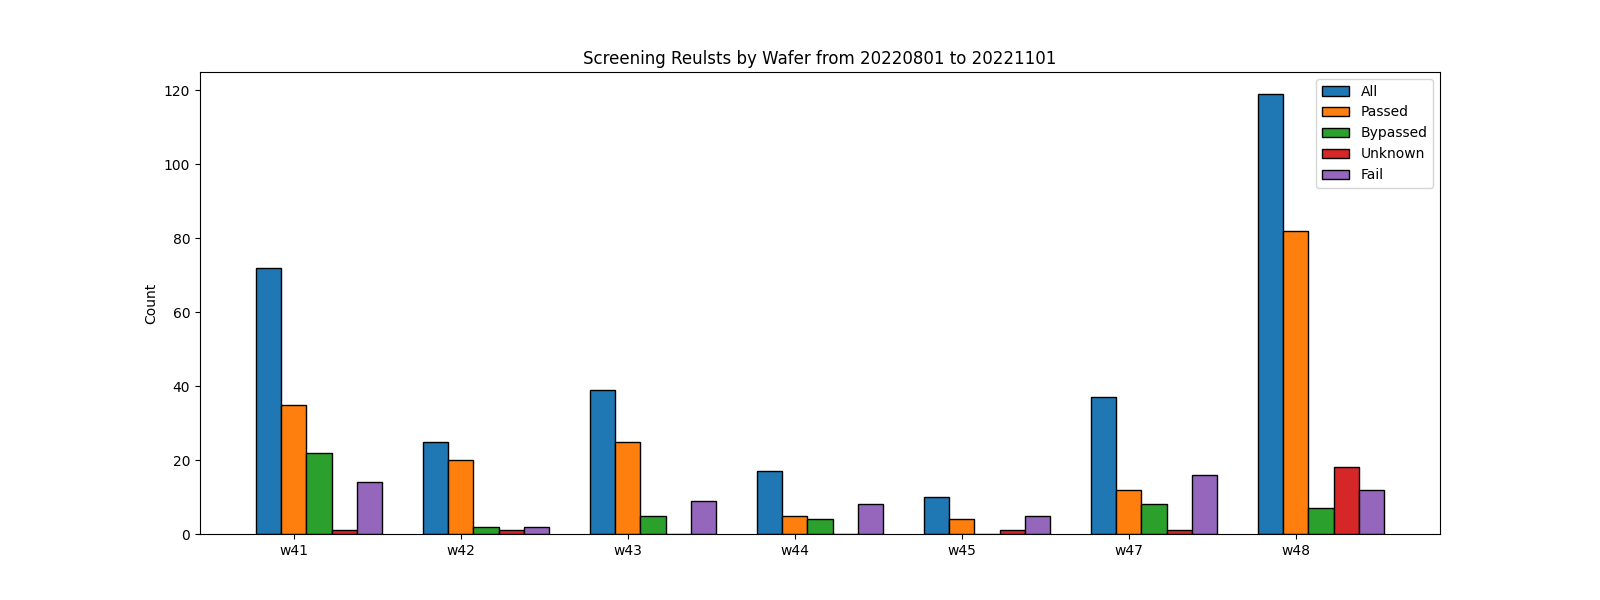 Screening Reulsts by Wafer from 20220801 to 20221101
120
100
80
60
40
20
0
Count
All
Passed
Bypassed
Unknown
Fail
w41 w42 w43 w44 w45 w47 w48